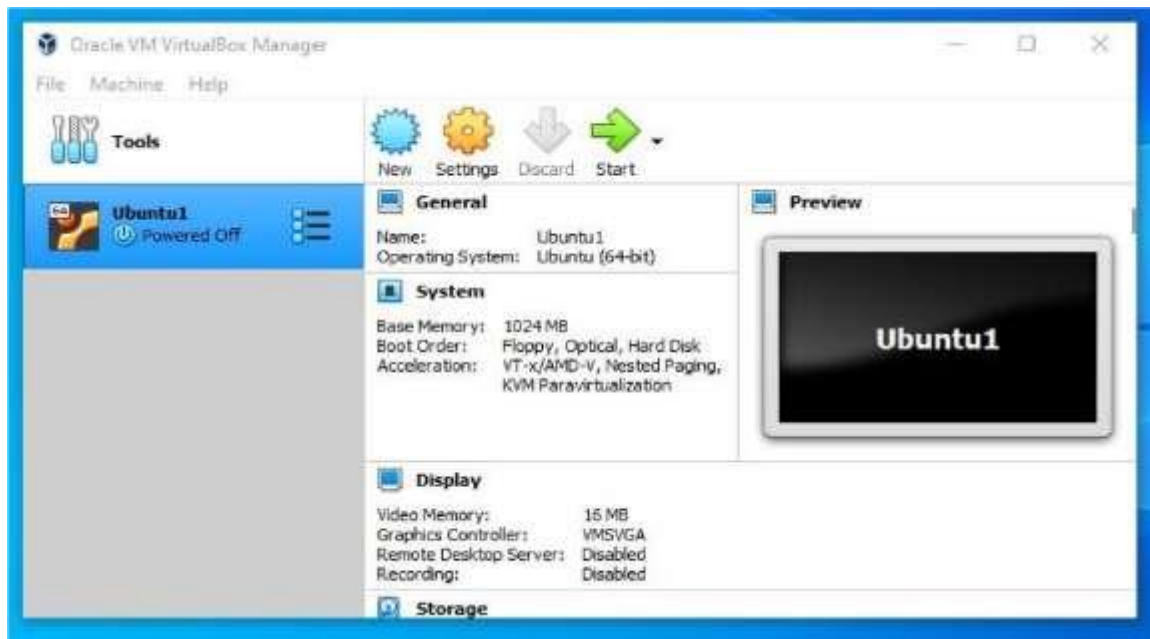 Oracle VM VirtualBox Manager
File Machine Help
Tools
New Settings Discard Start
64
Ubuntu1
Powered Off
General
Name: Ubuntu1
Operating System: Ubuntu (64-bit)
System
Base Memory: 1024 MB
Boot Order: Floppy, Optical, Hard Disk
Acceleration: VT-x/AMD-V, Nested Paging,
KVM Paravirtualization
Preview
Ubuntu1
Display
Video Memory: 16 MB
Graphics Controller: VMSVGA
Remote Desktop Server: Disabled
Recording: Disabled
Storage